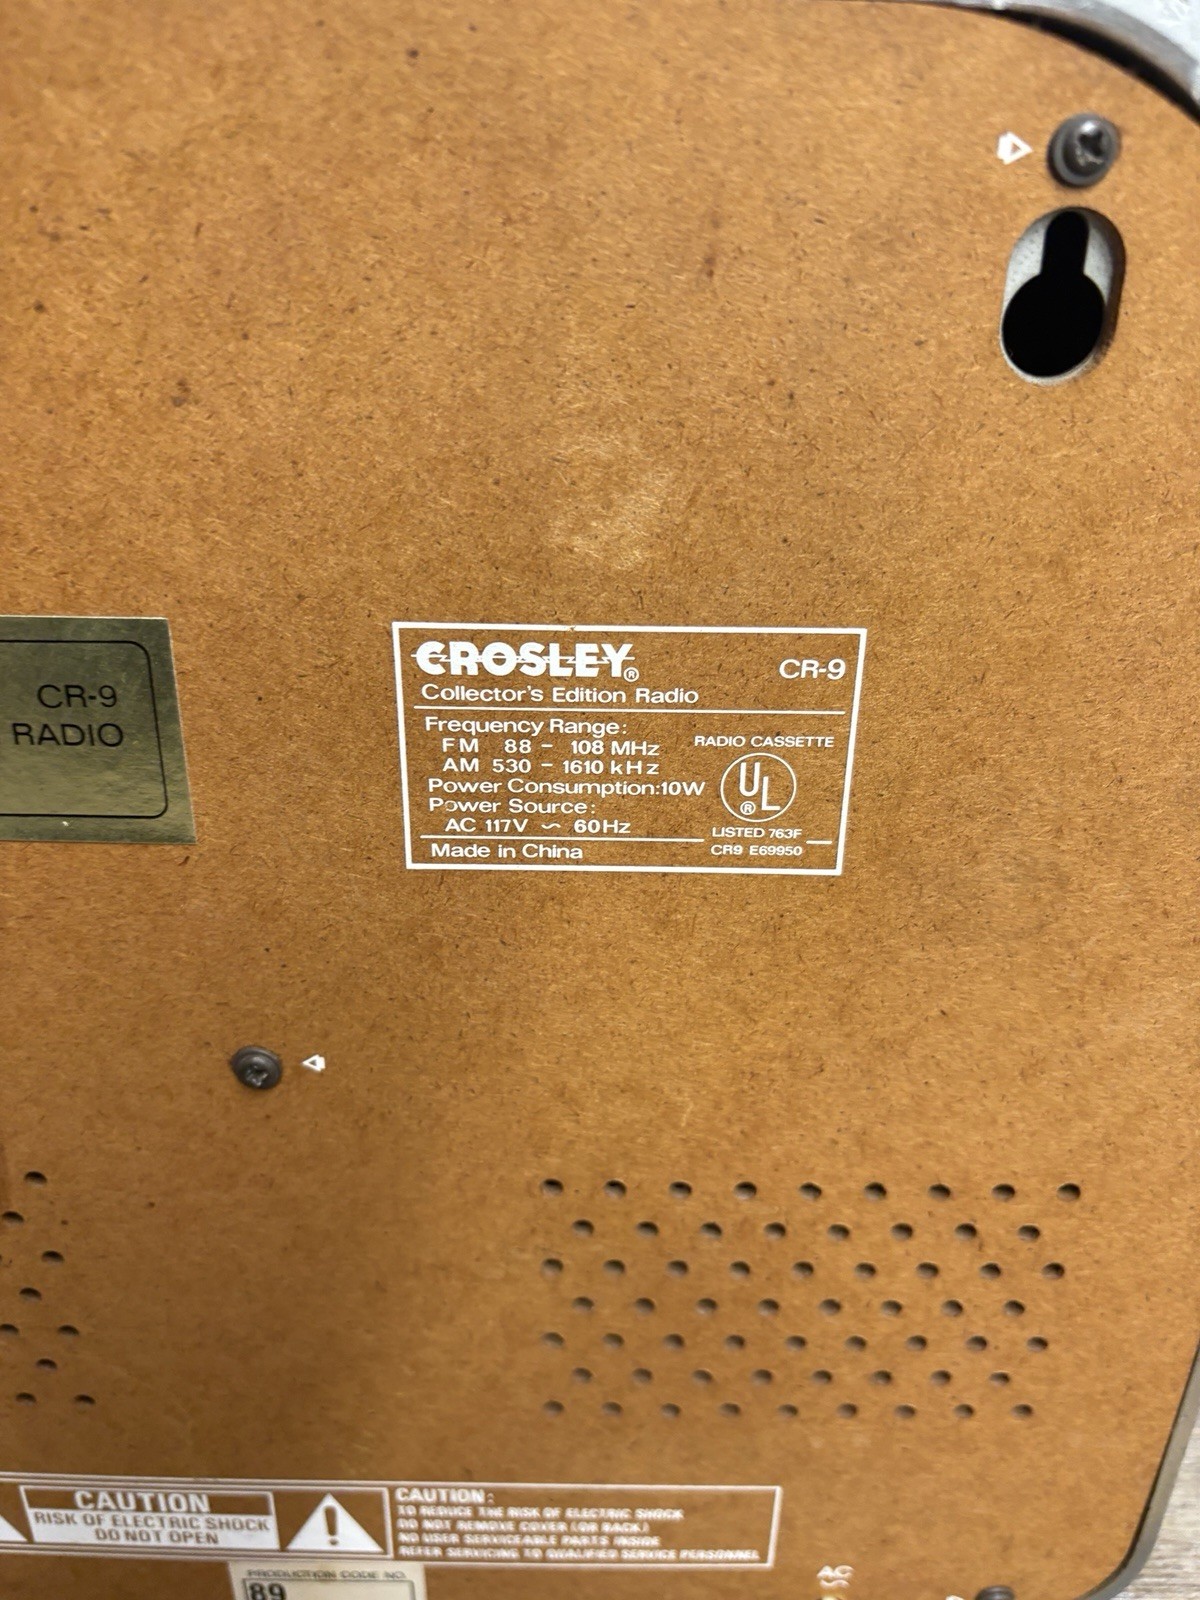 CR-9
RADIO
CROSLEY®
CR-9
Collector's Edition Radio
Frequency Range:
FM 88 - 108 MHz
AM 530 - 1610 kHz
Power Consumption:10W
Power Source:
AC 117V ~ 60Hz
Made in China
RADIO CASSETTE
UL®
LISTED 763F
CR9 E69950
CAUTION
RISK OF ELECTRIC SHOCK
DO NOT OPEN
!
CAUTION:
TO REDUCE THE RISK OF ELECTRIC SHOCK
DO NOT REMOVE COVER (OR BACK)
NO USER SERVICEABLE PARTS INSIDE
REFER SERVICING TO QUALIFIED SERVICE PERSONNEL
PRODUCTION CODE NO.
89
AC
~